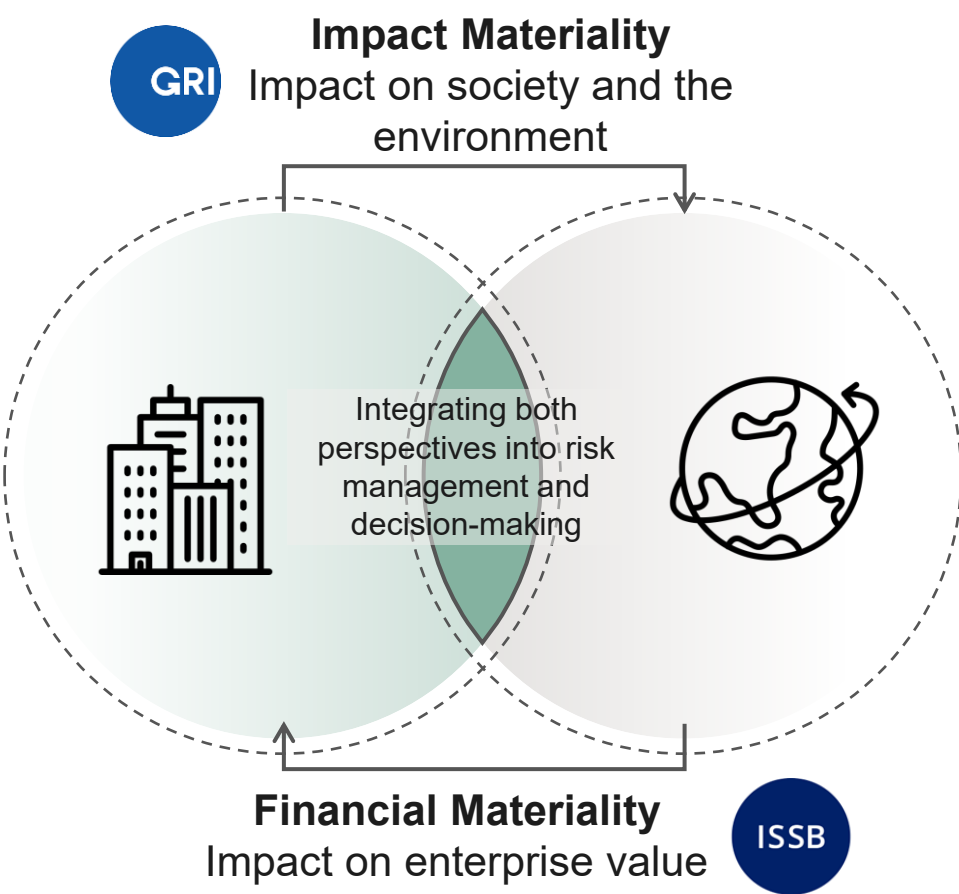 Impact Materiality
GRI
Impact on society and the
environment
Integrating both
perspectives into risk
management and
decision-making
Financial Materiality
ISSB
Impact on enterprise value